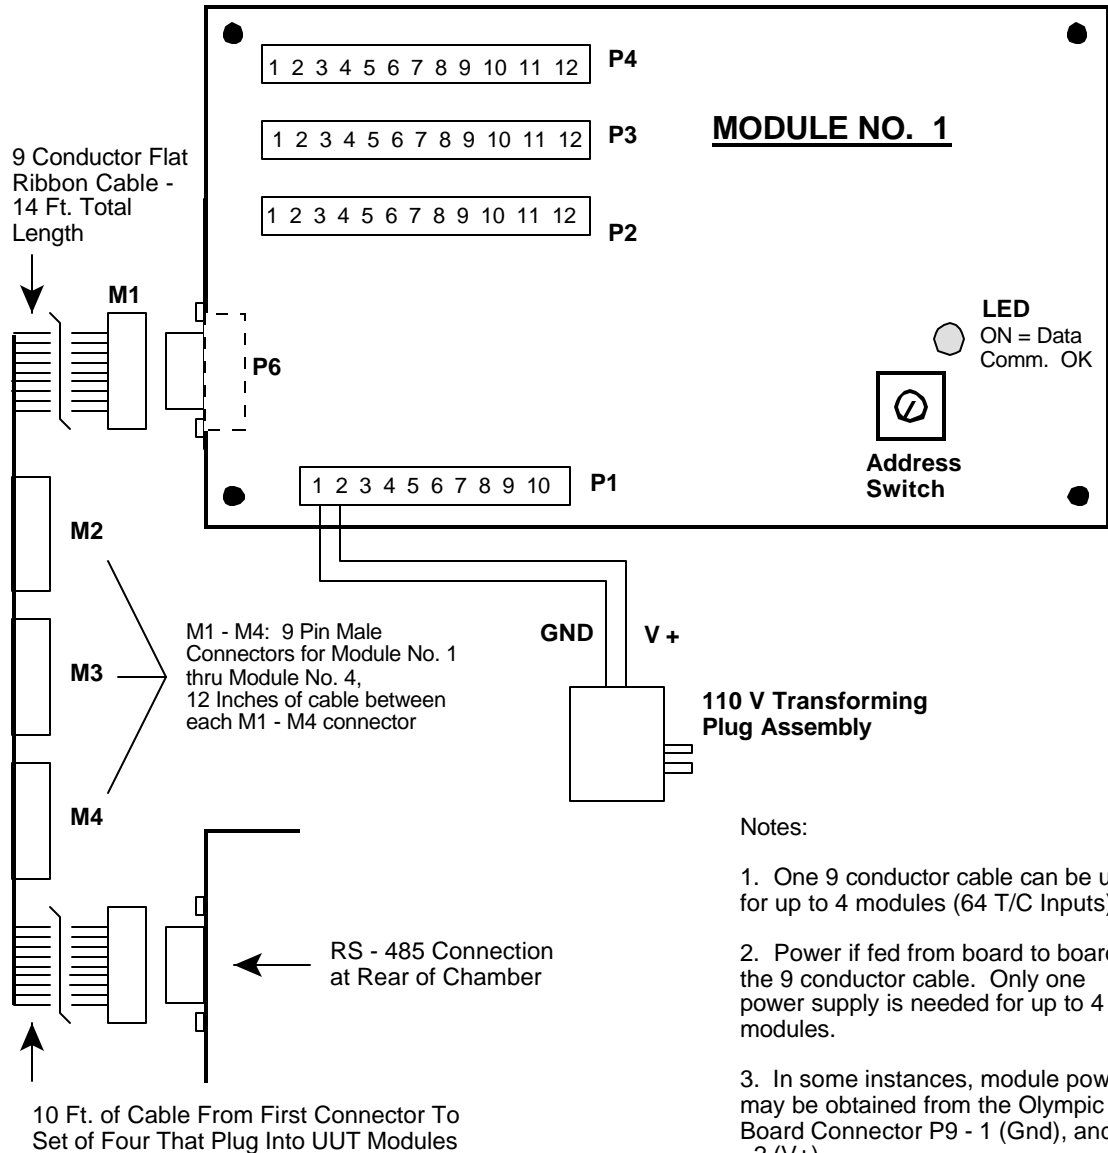 1 2 3 4 5 6 7 8 9 10 11 12
P4
1 2 3 4 5 6 7 8 9 10 11 12
P3
MODULE NO. 1
1 2 3 4 5 6 7 8 9 10 11 12
P2
9 Conductor Flat
Ribbon Cable -
14 Ft. Total
Length
M1
P6
LED
ON = Data
Comm. OK
Address
Switch
1 2 3 4 5 6 7 8 9 10
P1
M2
M3
M4
M1 - M4: 9 Pin Male
Connectors for Module No. 1
thru Module No. 4,
12 Inches of cable between
each M1 - M4 connector
GND
V +
110 V Transforming
Plug Assembly
RS - 485 Connection
at Rear of Chamber
10 Ft. of Cable From First Connector To
Set of Four That Plug Into UUT Modules
Notes:
1. One 9 conductor cable can be
for up to 4 modules (64 T/C Inputs)
2. Power if fed from board to
the 9 conductor cable. Only one
power supply is needed for up to 4
modules.
3. In some instances, module
may be obtained from the Olympic
Board Connector P9 - 1 (Gnd), and
(V+)